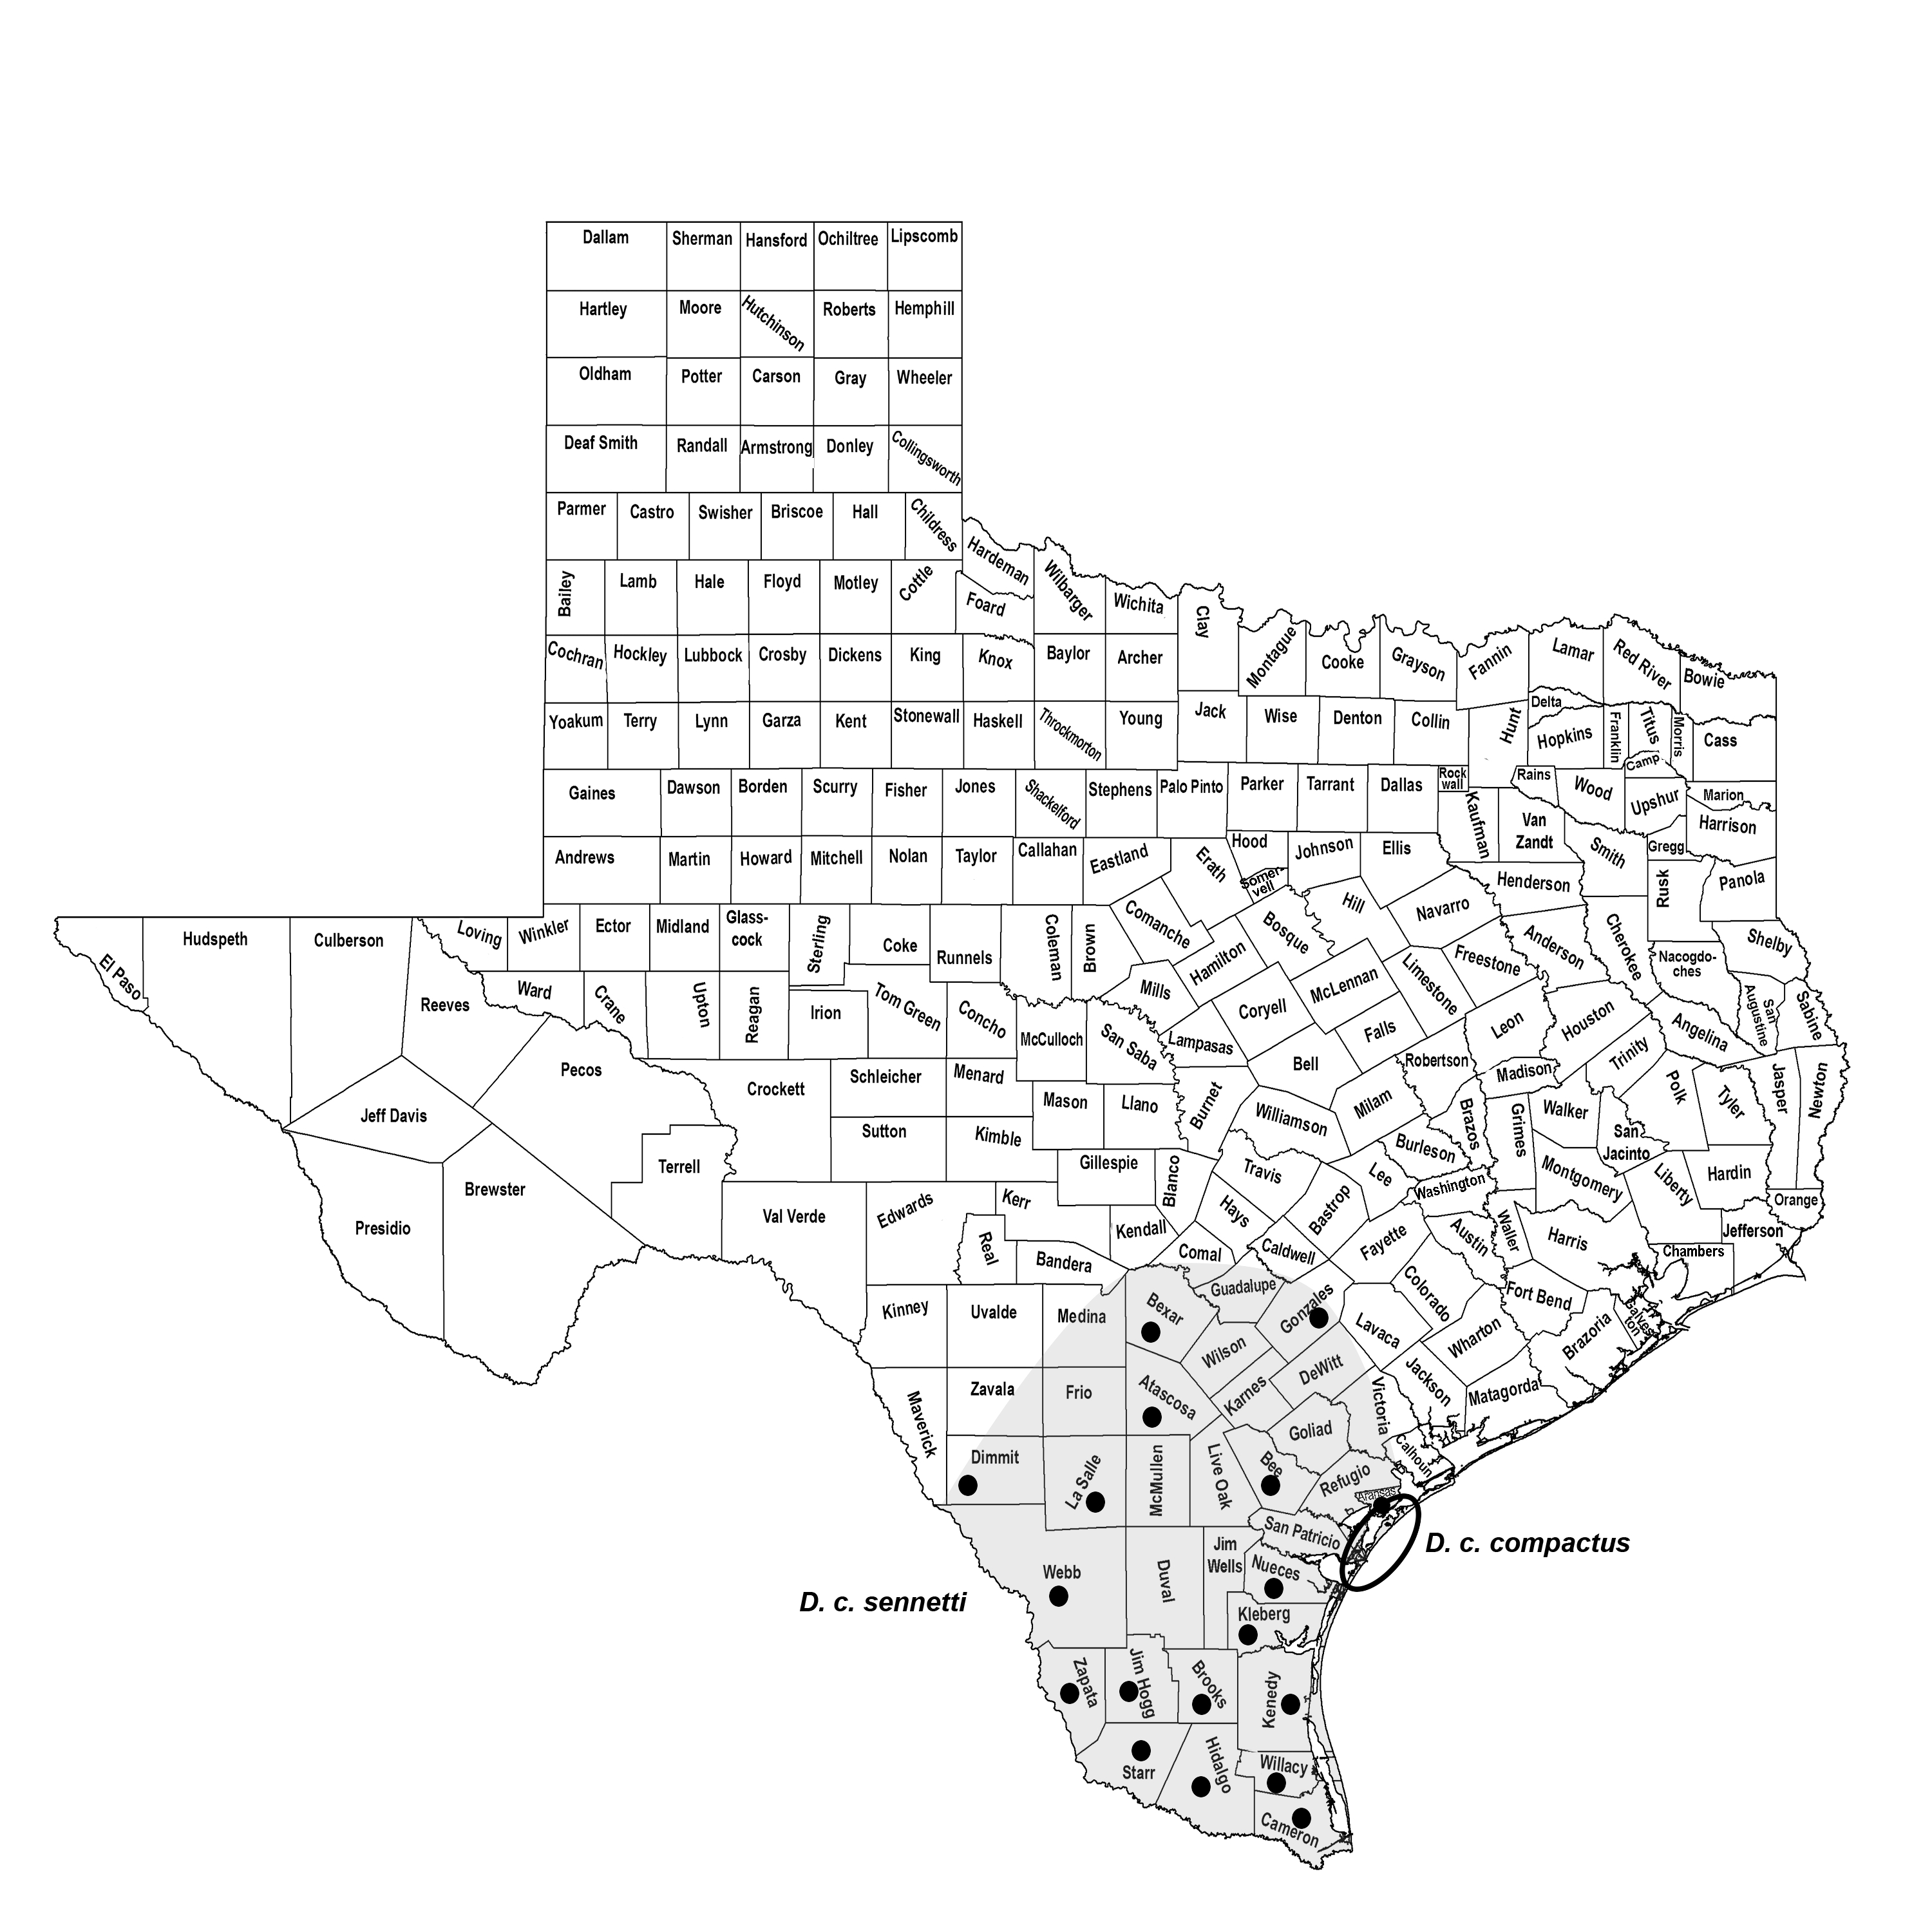 Dallam
Sherman
Hansford
Ochiltree
Lipscomb
Hartley
Moore
Hutchinson
Roberts
Hemphill
Oldham
Potter
Carson
Gray
Wheeler
Deaf Smith
Randall
Armstrong
Donley
Collingsworth
Parmer
Castro
Swisher
Briscoe
Hall
Childress
Hardeman
Bailey
Lamb
Hale
Floyd
Motley
Cottle
Foard
Wilbarger
Wichita
Clay
Montague
Cooke
Grayson
Fannin
Lamar
Red River
Bowie
Cochran
Hockley
Lubbock
Crosby
Dickens
King
Knox
Baylor
Archer
Yoakum
Terry
Lynn
Garza
Kent
Stonewall
Haskell
Throckmorton
Young
Jack
Wise
Denton
Collin
Hunt
Delta
Hopkins
Franklin
Titus
Morris
Cass
Camp
Gaines
Dawson
Borden
Scurry
Fisher
Jones
Shackelford
Stephens
Palo Pinto
Parker
Tarrant
Dallas
Rock
wall
Kaufman
Rains
Wood
Upshur
Marion
Harrison
Van
Zandt
Andrews
Martin
Howard
Mitchell
Nolan
Taylor
Callahan
Eastland
Erath
Hood
Somer-
vell
Johnson
Ellis
Henderson
Smith
Gregg
Rusk
Panola
El Paso
Hudspeth
Culberson
Loving
Winkler
Ector
Midland
Glass-
cock
Sterling
Coke
Runnels
Coleman
Brown
Comanche
Hamilton
Bosque
Hill
Navarro
Freestone
Anderson
Cherokee
Nacogdo-
ches
Shelby
Reeves
Ward
Crane
Upton
Reagan
Irion
Tom Green
Concho
McCulloch
San Saba
Mills
Lampasas
Coryell
McLennan
Limestone
Falls
Leon
Houston
Angelina
San
Augustine
Sabine
Jeff Davis
Pecos
Crockett
Schleicher
Menard
Mason
Llano
Burnet
Bell
Williamson
Milam
Robertson
Madison
Brazos
Grimes
Walker
Trinity
Polk
Tyler
Jasper
Newton
San
Jacinto
Presidio
Brewster
Terrell
Val Verde
Sutton
Kimble
Gillespie
Blanco
Travis
Lee
Burleson
Washington
Montgomery
Liberty
Hardin
Orange
Jefferson
Chambers
Edwards
Kerr
Real
Bandera
Kendall
Comal
Hays
Caldwell
Bastrop
Fayette
Austin
Waller
Harris
Kinney
Uvalde
Medina
Bexar
Guadalupe
Gonzales
Lavaca
Colorado
Wharton
Fort Bend
Brazoria
Galves
ton
Maverick
Zavala
Frio
Atascosa
Wilson
Karnes
DeWitt
Victoria
Jackson
Matagorda
Calhoun
Dimmit
La Salle
McMullen
Live Oak
Bee
Goliad
Refugio
Aransas
San Patricio
D. c. compactus
Webb
Duval
Jim
Wells
Nueces
Kleberg
D. c. sennetti
Zapata
Jim Hogg
Brooks
Kenedy
Starr
Hidalgo
Willacy
Cameron